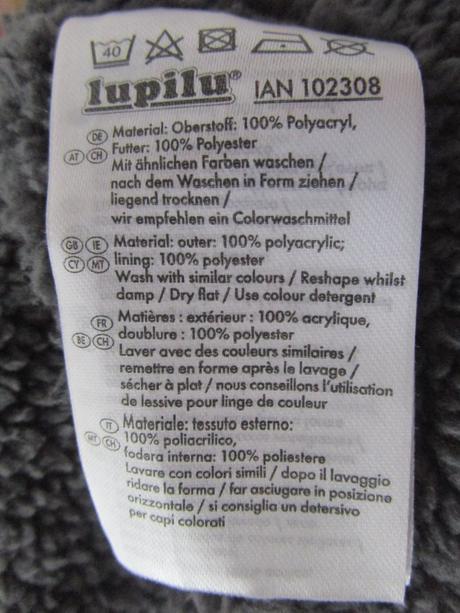 40
lupilu® IAN 102308
DE Material: Oberstoff: 100% Polyacryl,
AT CH Futter: 100% Polyester
Mit ähnlichen Farben waschen /
nach dem Waschen in Form ziehen /
liegend trocknen /
wir empfehlen ein Colorwaschmittel
GB IE Material: outer: 100% polyacrylic;
CY MT lining: 100% polyester
Wash with similar colours / Reshape whilst
damp / Dry flat / Use colour detergent
FR Matières : extérieur : 100% acrylique,
BE CH doublure : 100% polyester
Laver avec des couleurs similaires /
remettre en forme après le lavage /
sécher à plat / nous conseillons l'utilisation
de lessive pour linge de couleur
IT Materiale: tessuto esterno:
MT CH 100% poliacrilico,
fodera interna: 100% poliestere
Lavare con colori simili / dopo il lavaggio
ridare la forma / far asciugare in posizione
orizzontale / si consiglia un detersivo
per capi colorati